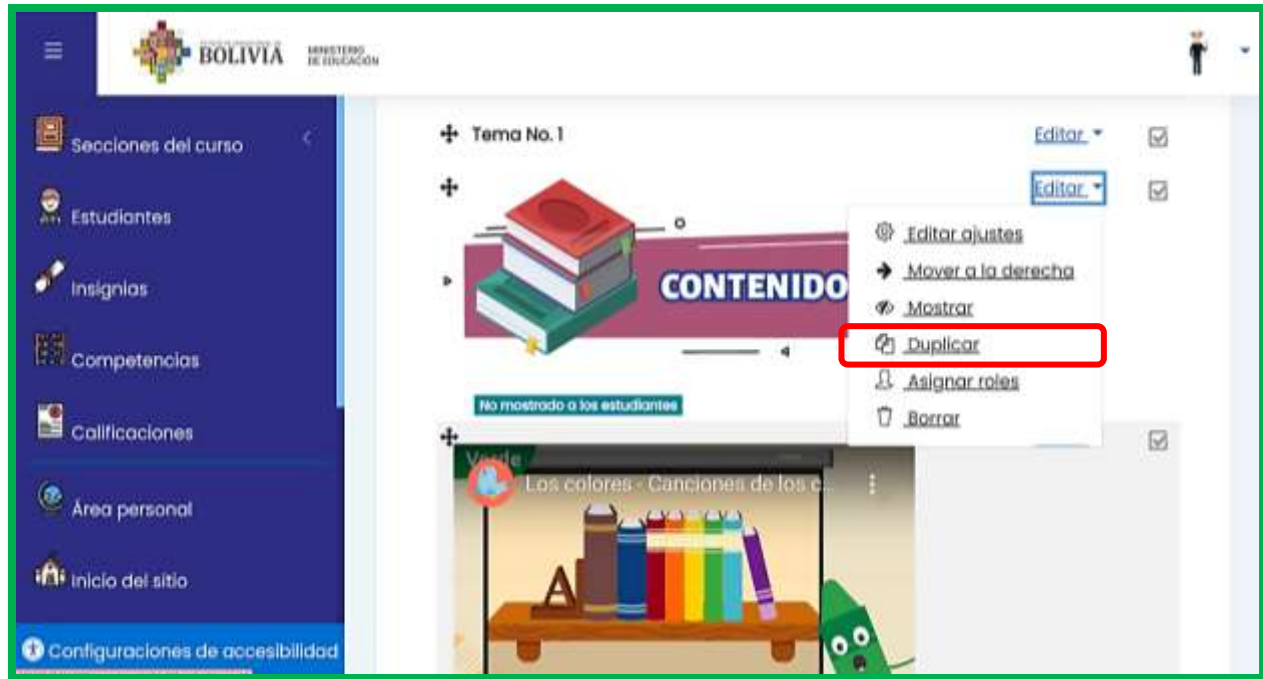 BOLIVIA
MINISTERIO
DE EDUCACIÓN
Secciones del curso
Estudiantes
Insignias
Competencias
Calificaciones
Área personal
Inicio del sitio
Configuraciones de accesibilidad
Tema No. 1
Editar
Editar
Editar ajustes
Mover a la derecha
Mostrar
Duplicar
Asignar roles
Borrar
CONTENIDO
No mostrado a los estudiantes
Verde
Los colores - Canciones de los c...
A